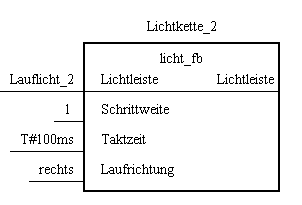 Lichtkette_2
licht_fb
Lauflicht_2 Lichtleiste Lichtleiste
1 Schrittweite
T#100ms Taktzeit
rechts Laufrichtung